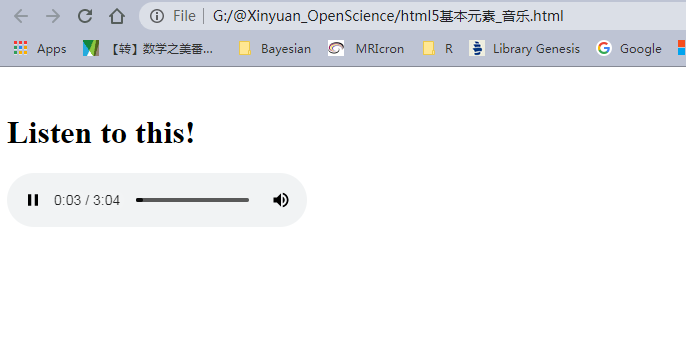 File G:/@Xinyuan_OpenScience/html5基本元素_音乐.html
Apps 【转】数学之美番... Bayesian MRIcron R Library Genesis Google
Listen to this!
0:03 / 3:04